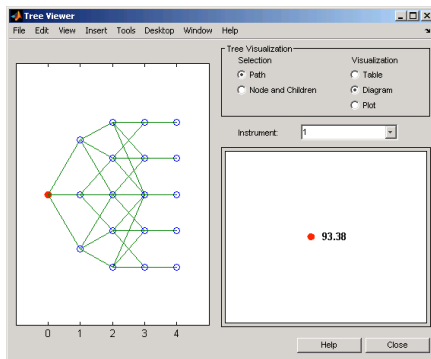 Tree Viewer
File Edit View Insert Tools Desktop Window Help
Tree Visualization
Selection Visualization
Path Table
Node and Children Diagram
Plot
Instrument: 1
93.38
0 1 2 3 4
Help Close